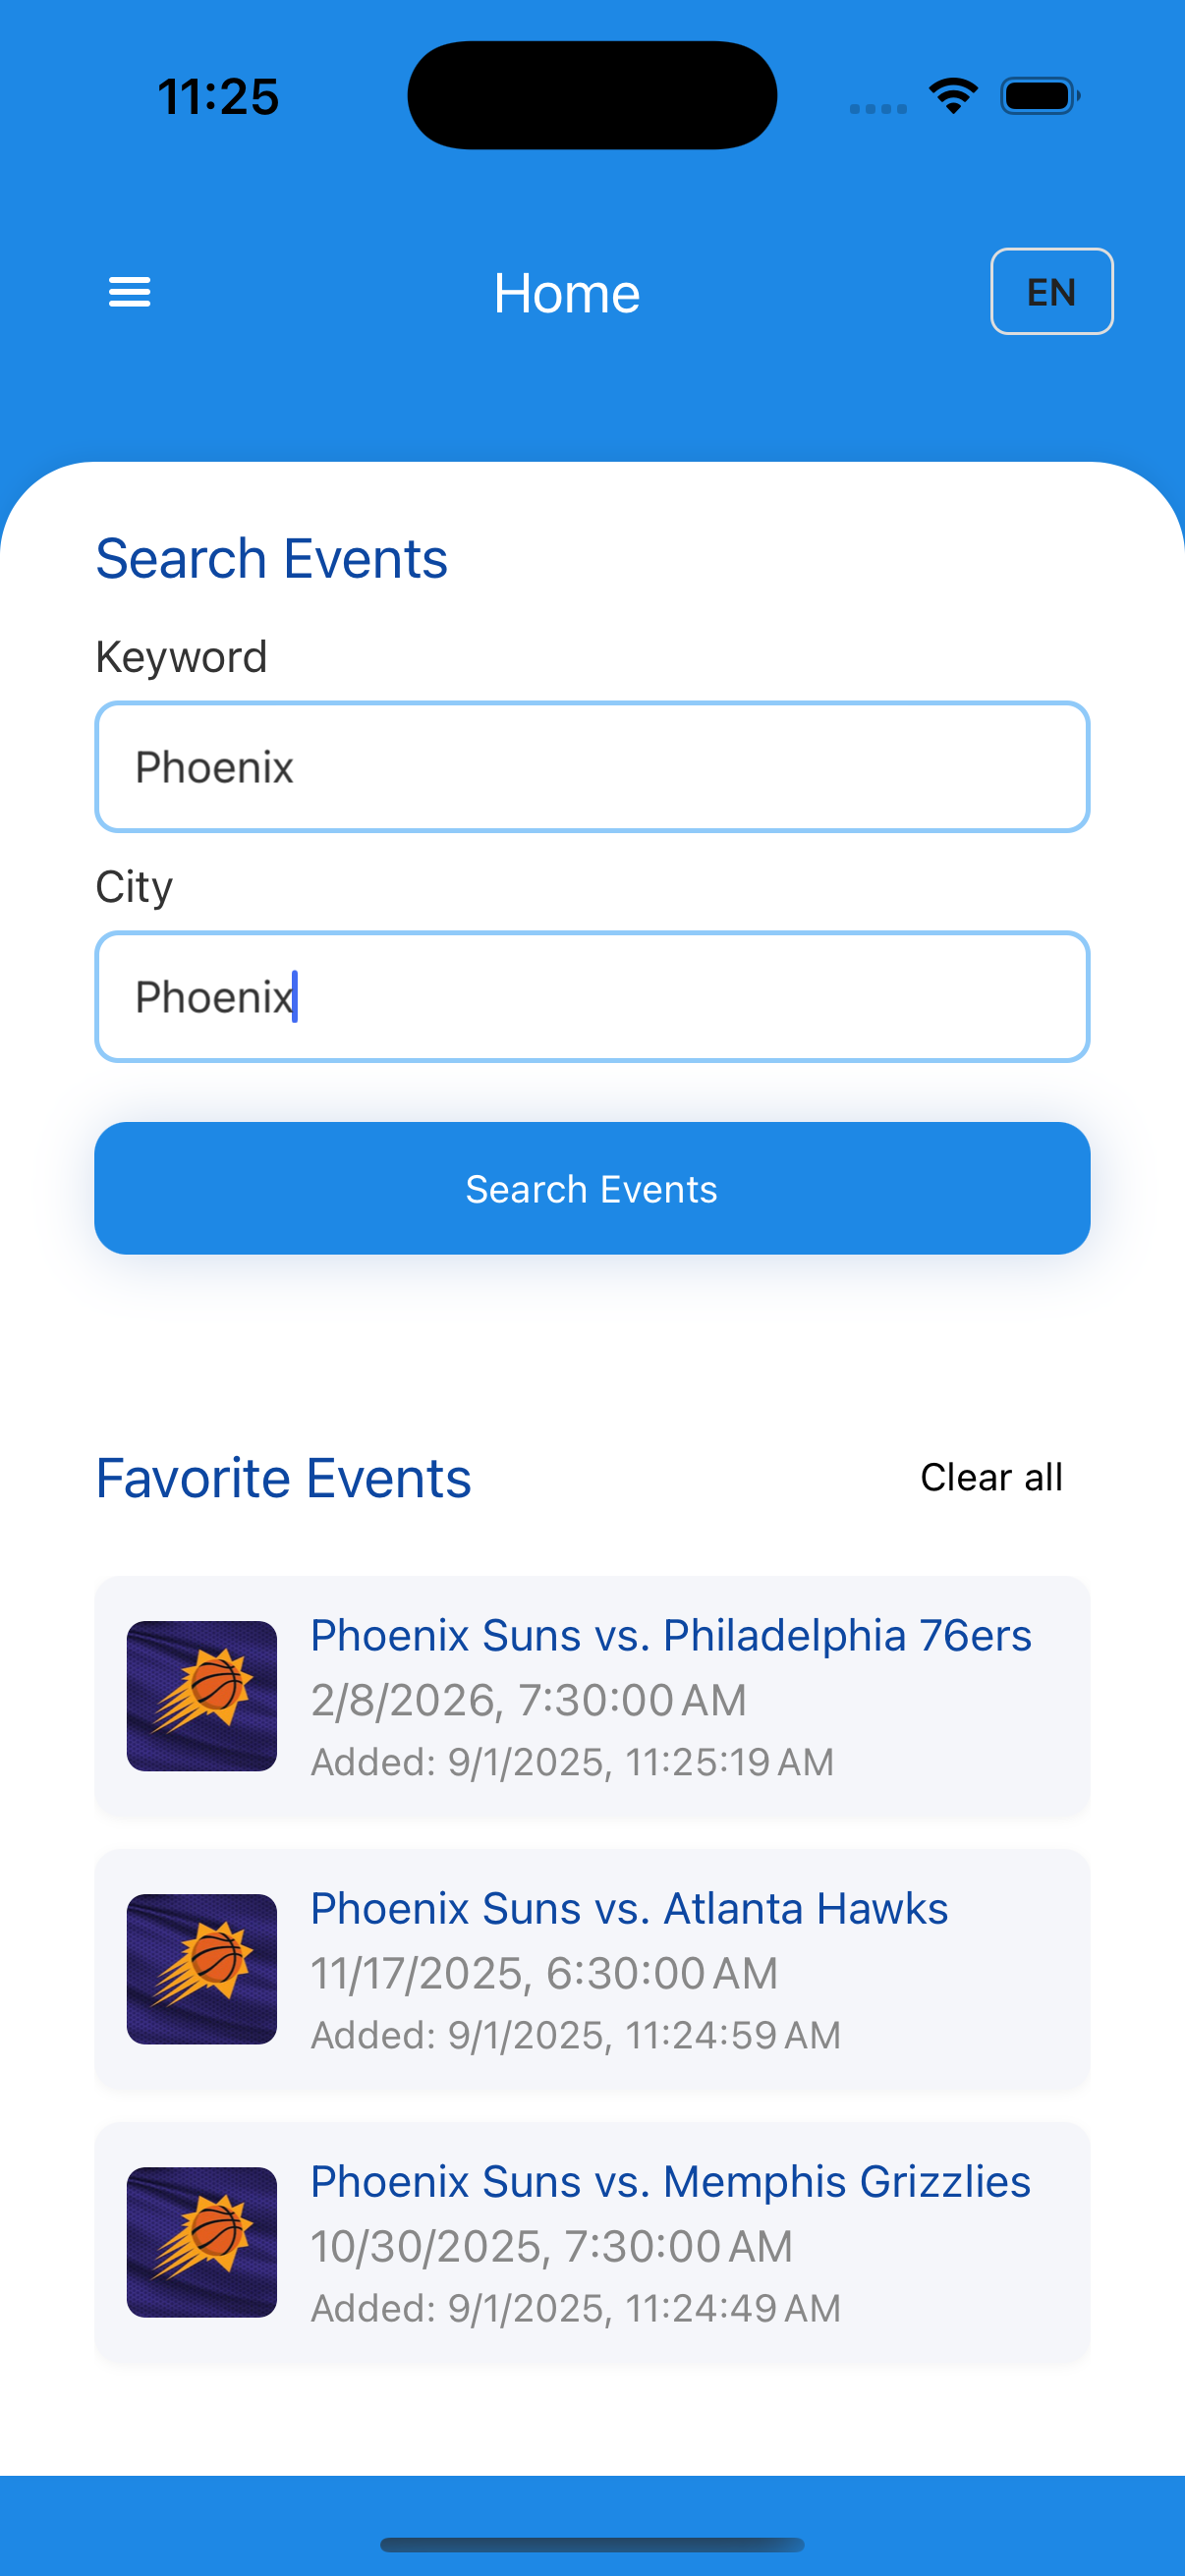 11:25
Home
EN
Search Events
Keyword
Phoenix
City
Phoenix
Search Events
Favorite Events
Clear all
Phoenix Suns vs. Philadelphia 76ers
2/8/2026, 7:30:00 AM
Added: 9/1/2025, 11:25:19 AM
Phoenix Suns vs. Atlanta Hawks
11/17/2025, 6:30:00 AM
Added: 9/1/2025, 11:24:59 AM
Phoenix Suns vs. Memphis Grizzlies
10/30/2025, 7:30:00 AM
Added: 9/1/2025, 11:24:49 AM